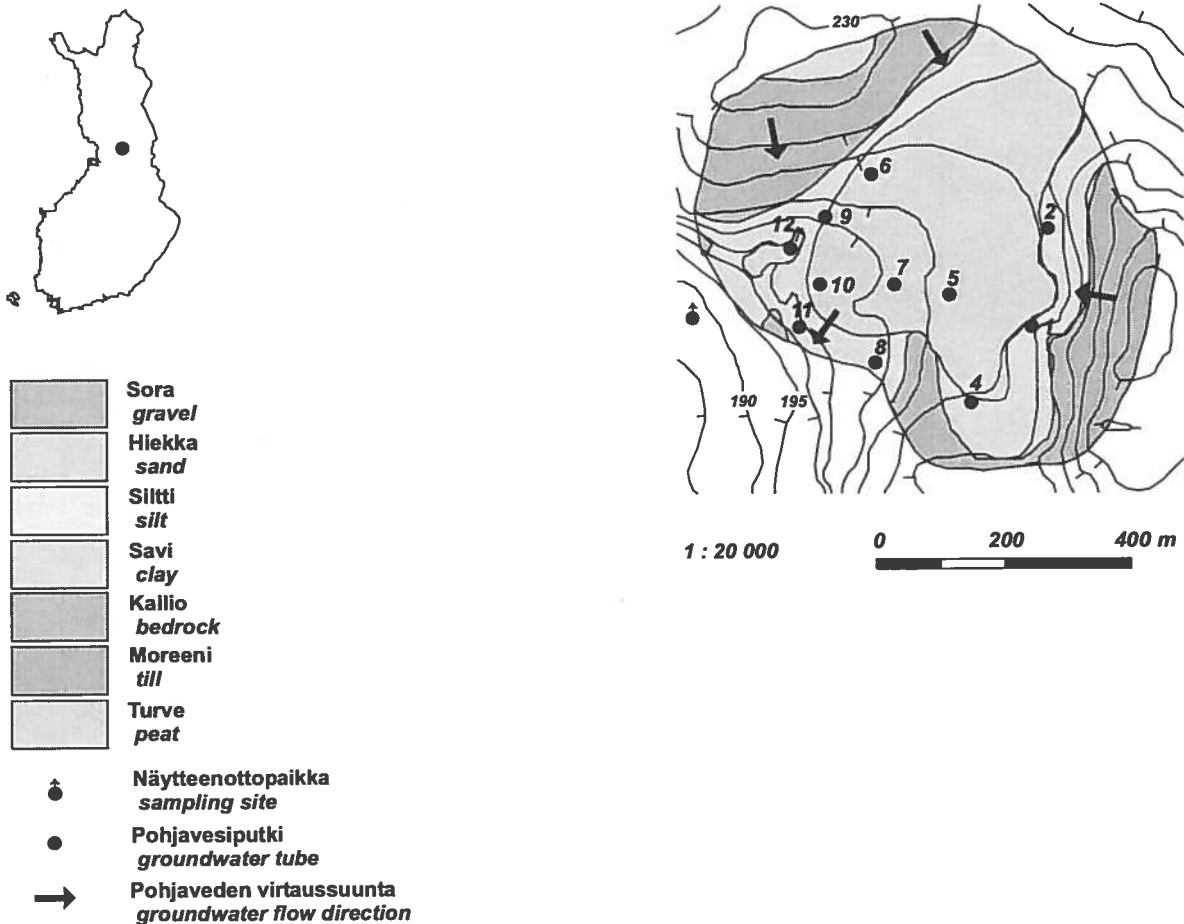 230
6
9
2
12
10
7
5
11
8
4
190
195
1 : 20 000
0
200
400 m
Sora
gravel
Hiekka
sand
Siltti
silt
Savi
clay
Kallio
bedrock
Moreeni
till
Turve
peat
Näytteenottopaikka
sampling site
Pohjavesiputki
groundwater tube
Pohjaveden virtaussuunta
groundwater flow direction